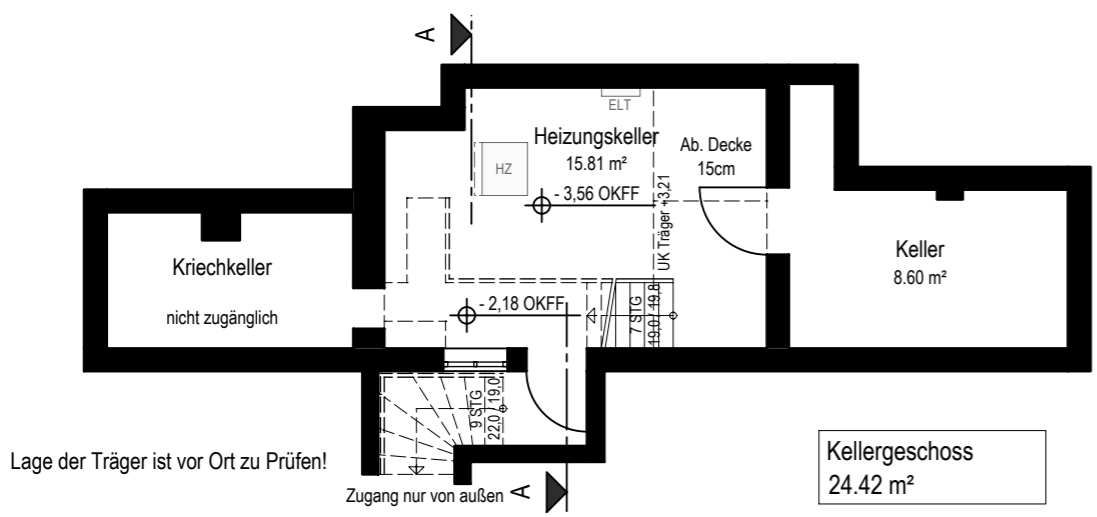 A
ELT
Heizungskeller
15.81 m²
HZ
Ab. Decke
15cm
- 3,56 OKFF
UK Träger +3,21
Kriechkeller
nicht zugänglich
Keller
8.60 m²
- 2,18 OKFF
7 STG
19,0 / 19,8
9 STG
22,0 / 19,0
Lage der Träger ist vor Ort zu Prüfen!
Zugang nur von außen
A
Kellergeschoss
24.42 m²